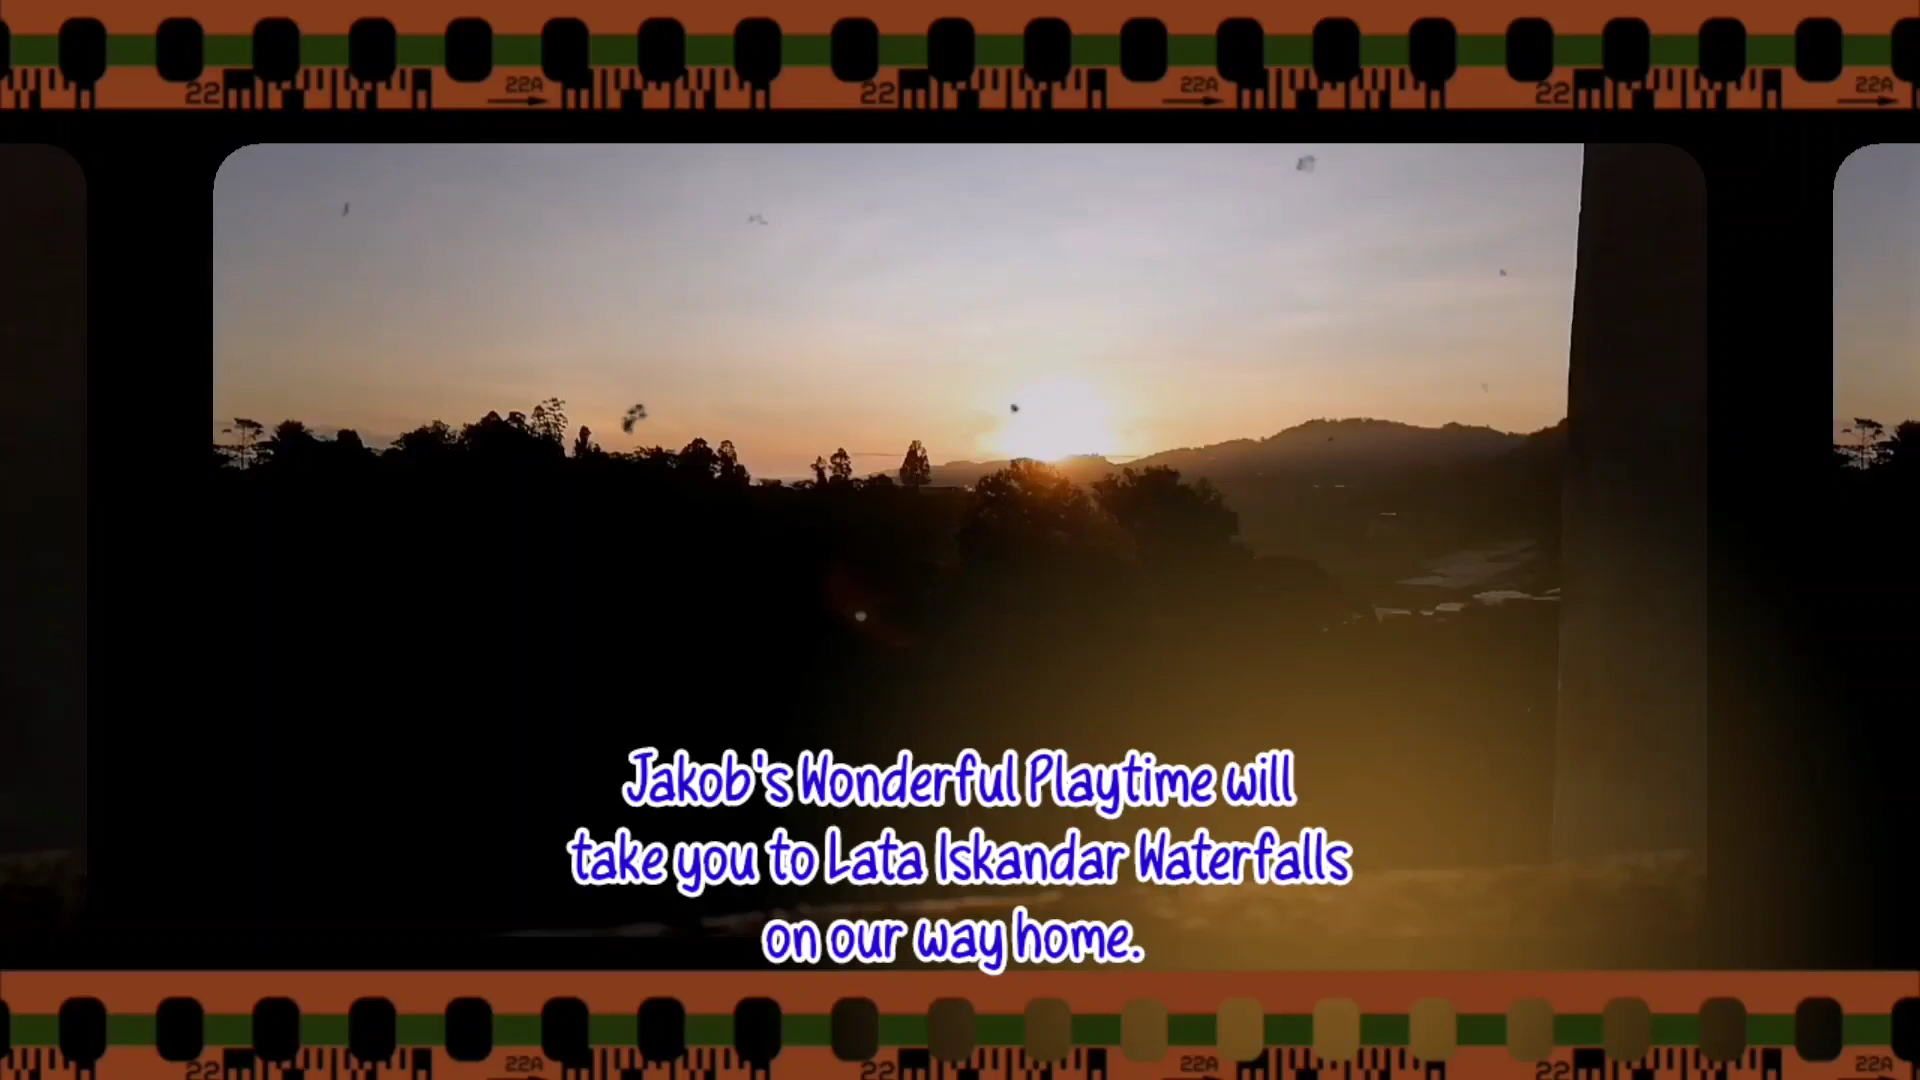 22 22A 22 22A 22 22A
Jakob's Wonderful Playtime will
take you to Lata Iskandar Waterfalls
on our way home.
22 22A 22 22A 22 22A